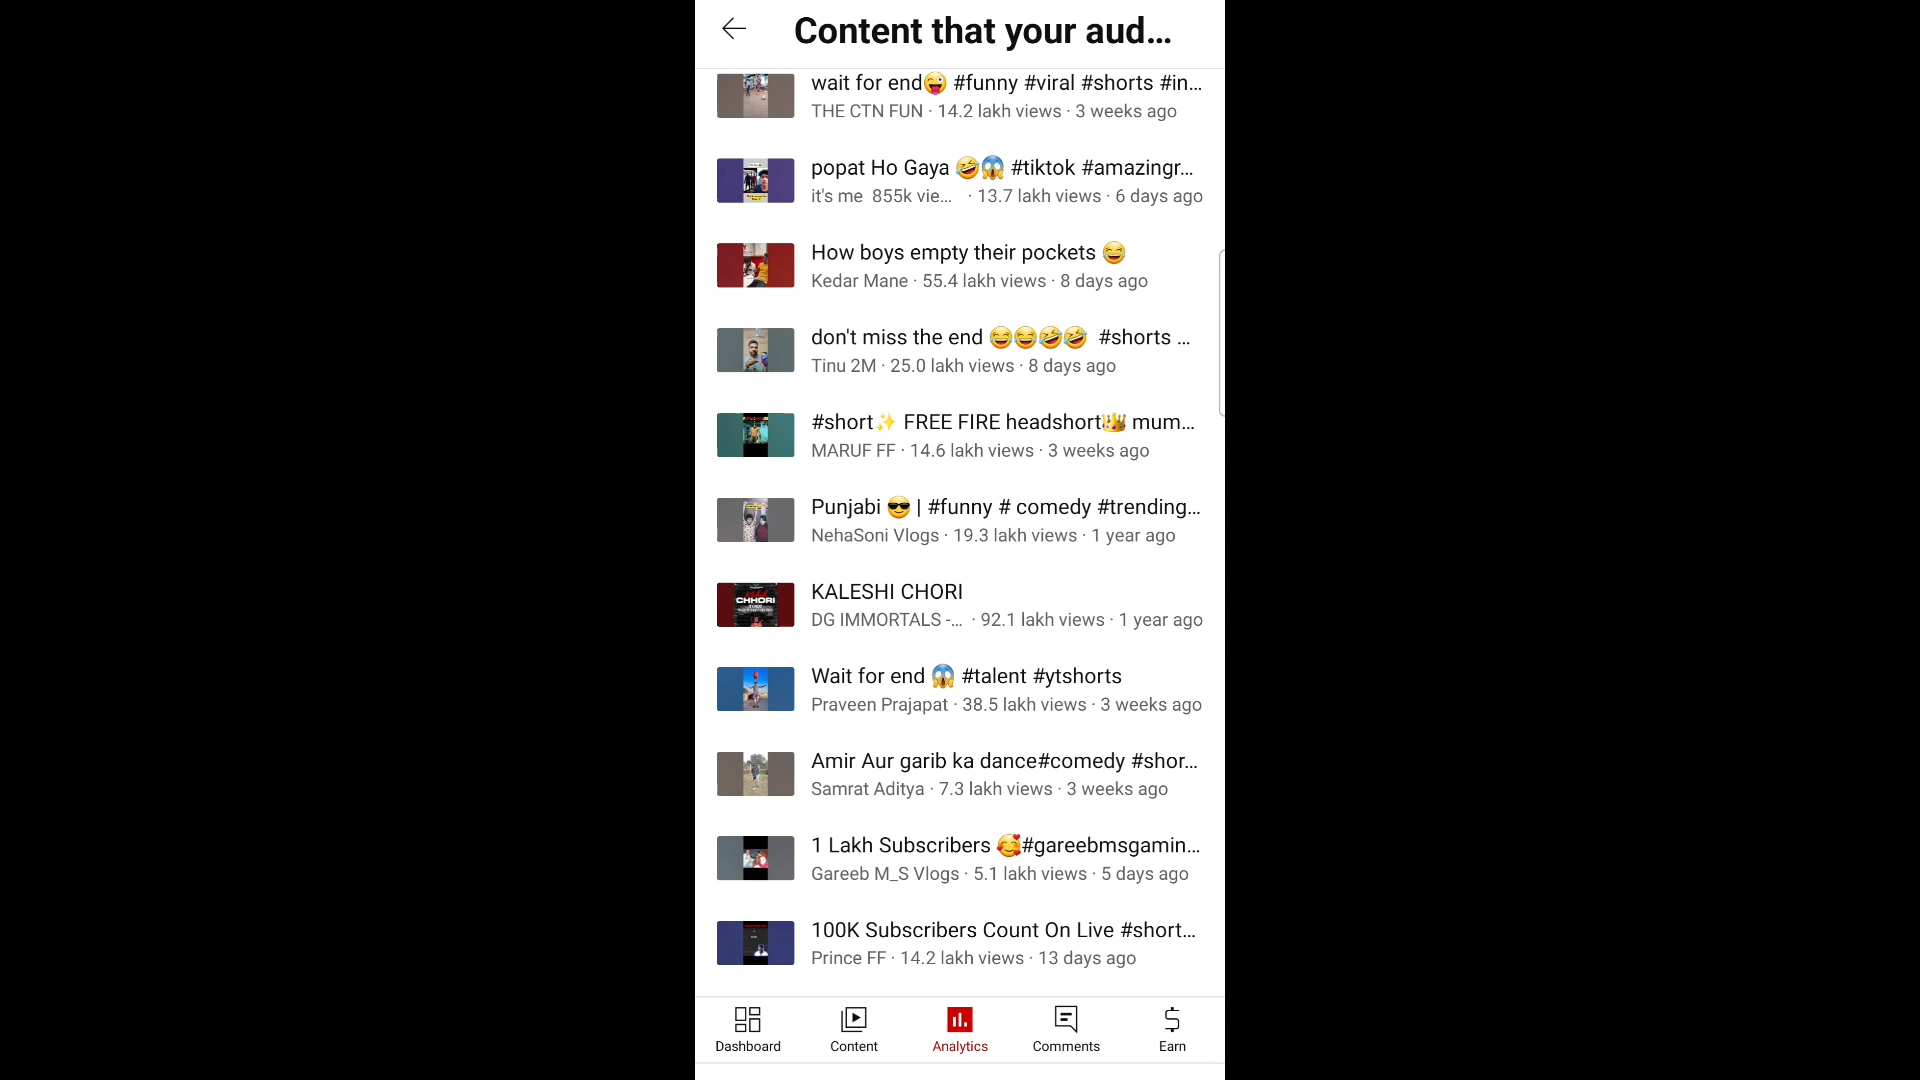 Content that your aud...
wait for end😜 #funny #viral #shorts #in...
THE CTN FUN · 14.2 lakh views · 3 weeks ago
popat Ho Gaya 🤣😱 #tiktok #amazingr...
it's me 855k vie... · 13.7 lakh views · 6 days ago
How boys empty their pockets 😅
Kedar Mane · 55.4 lakh views · 8 days ago
don't miss the end 😂😂🤣🤣 #shorts ...
Tinu 2M · 25.0 lakh views · 8 days ago
#short✨ FREE FIRE headshort👑 mum...
MARUF FF · 14.6 lakh views · 3 weeks ago
Punjabi 😎 | #funny # comedy #trending...
NehaSoni Vlogs · 19.3 lakh views · 1 year ago
CHHORI
KALESHI CHORI
DG IMMORTALS -... · 92.1 lakh views · 1 year ago
Wait for end 😱 #talent #ytshorts
Praveen Prajapat · 38.5 lakh views · 3 weeks ago
Amir Aur garib ka dance#comedy #shor...
Samrat Aditya · 7.3 lakh views · 3 weeks ago
1 Lakh Subscribers 🥰#gareebmsgamin...
Gareeb M_S Vlogs · 5.1 lakh views · 5 days ago
100K Subscribers Count On Live #short...
Prince FF · 14.2 lakh views · 13 days ago
Dashboard Content Analytics Comments Earn